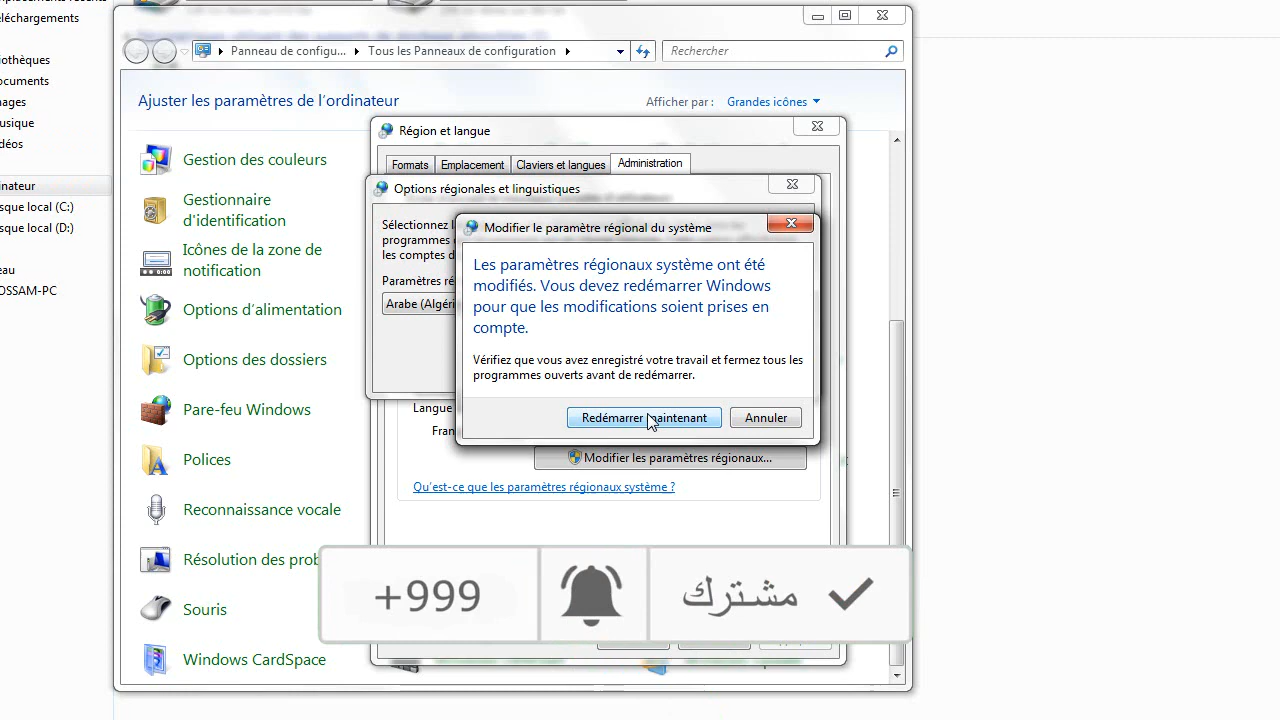 éléchargements
iothèques
ocuments
ages
usique
déos
inateur
sque local (C:)
sque local (D:)
eau
OSSAM-PC
Panneau de configu...
Tous les Panneaux de configuration
Rechercher
Ajuster les paramètres de l'ordinateur
Afficher par :
Grandes icônes
Gestion des couleurs
Gestionnaire
d'identification
Icônes de la zone de
notification
Options d'alimentation
Options des dossiers
Pare-feu Windows
Polices
Reconnaissance vocale
Résolution des prob
Souris
Windows CardSpace
Région et langue
Formats
Emplacement
Claviers et langues
Administration
Options régionales et linguistiques
Sélectionnez l
programmes
les comptes d
Paramètres ré
Arabe (Algéri
Modifier le paramètre régional du système
Les paramètres régionaux système ont été
modifiés. Vous devez redémarrer Windows
pour que les modifications soient prises en
compte.
Vérifiez que vous avez enregistré votre travail et fermez tous les
programmes ouverts avant de redémarrer.
Redémarrer maintenant
Annuler
Langue
Fran
Modifier les paramètres régionaux...
Qu'est-ce que les paramètres régionaux système ?
+999
مشترك